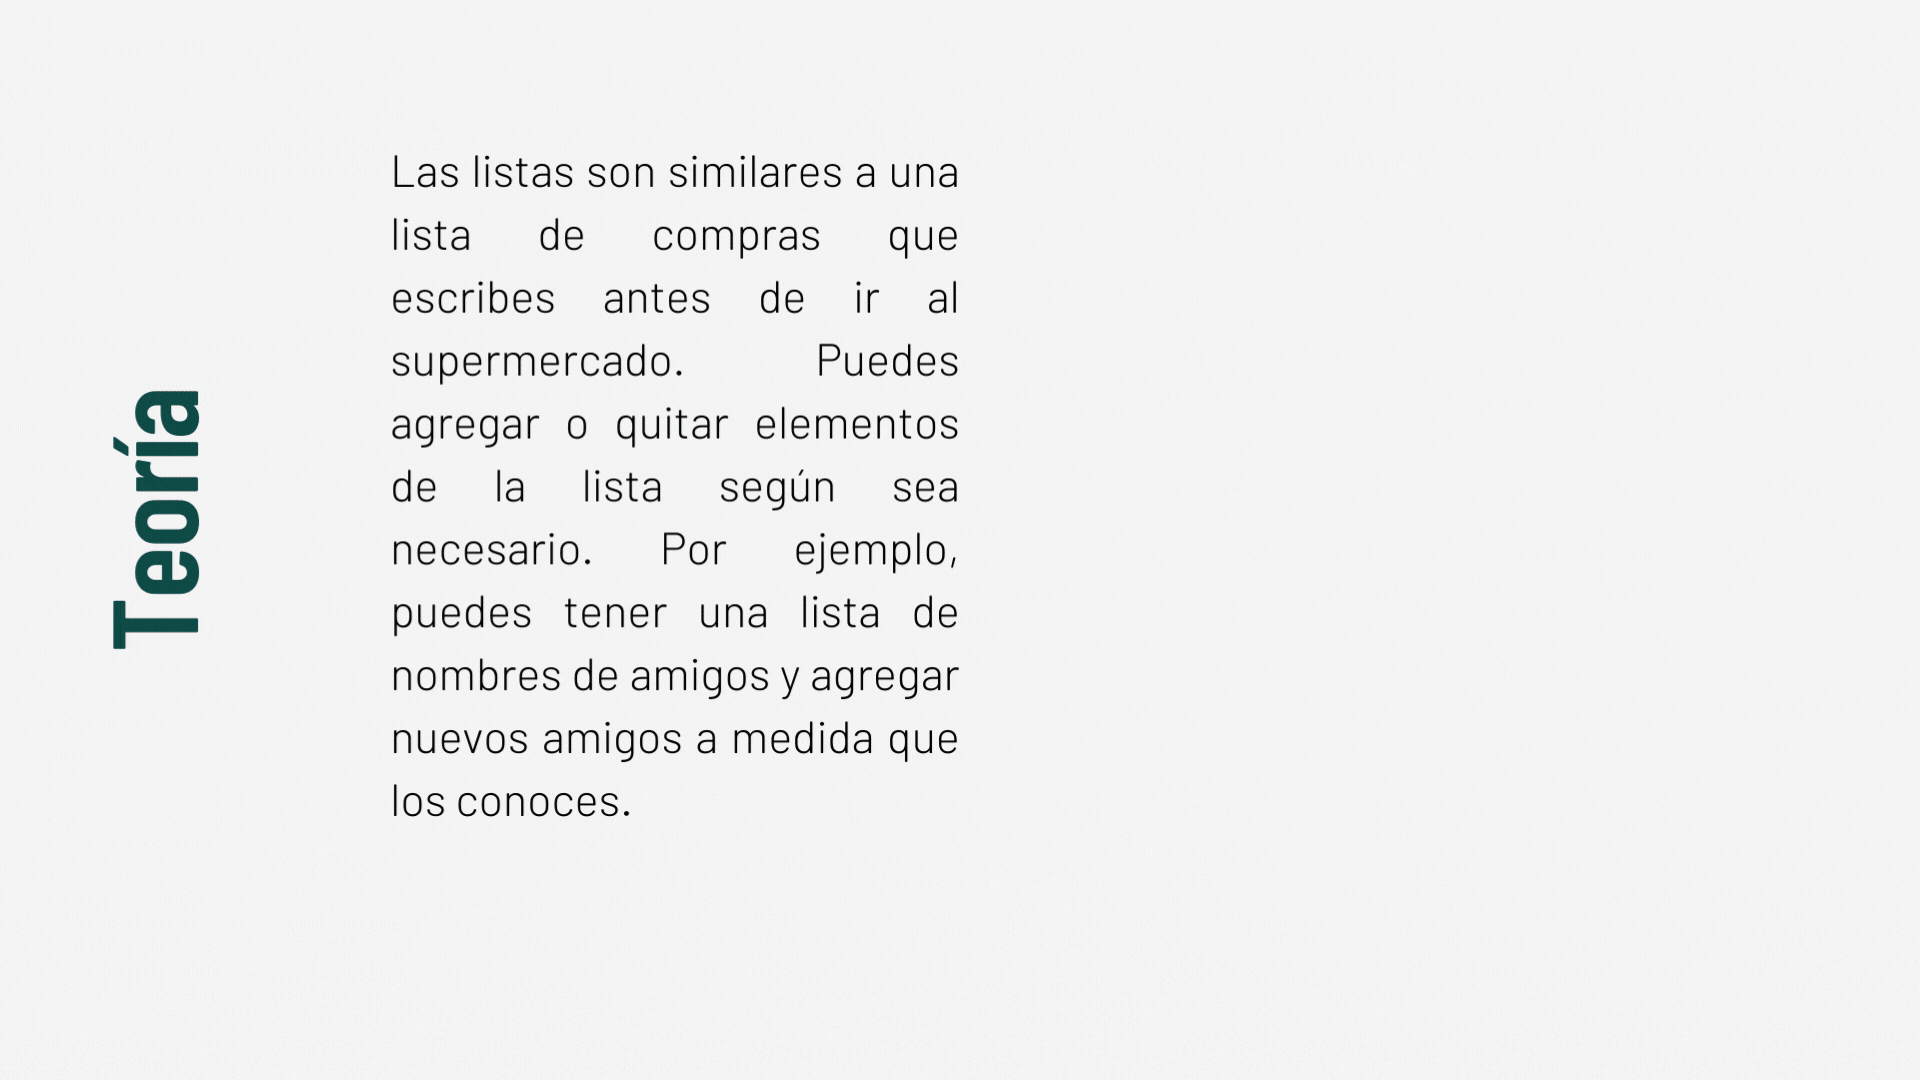 Teoría
Las listas son similares a una
lista de compras que
escribes antes de ir al
supermercado. Puedes
agregar o quitar elementos
de la lista según sea
necesario. Por ejemplo,
puedes tener una lista de
nombres de amigos y agregar
nuevos amigos a medida que
los conoces.